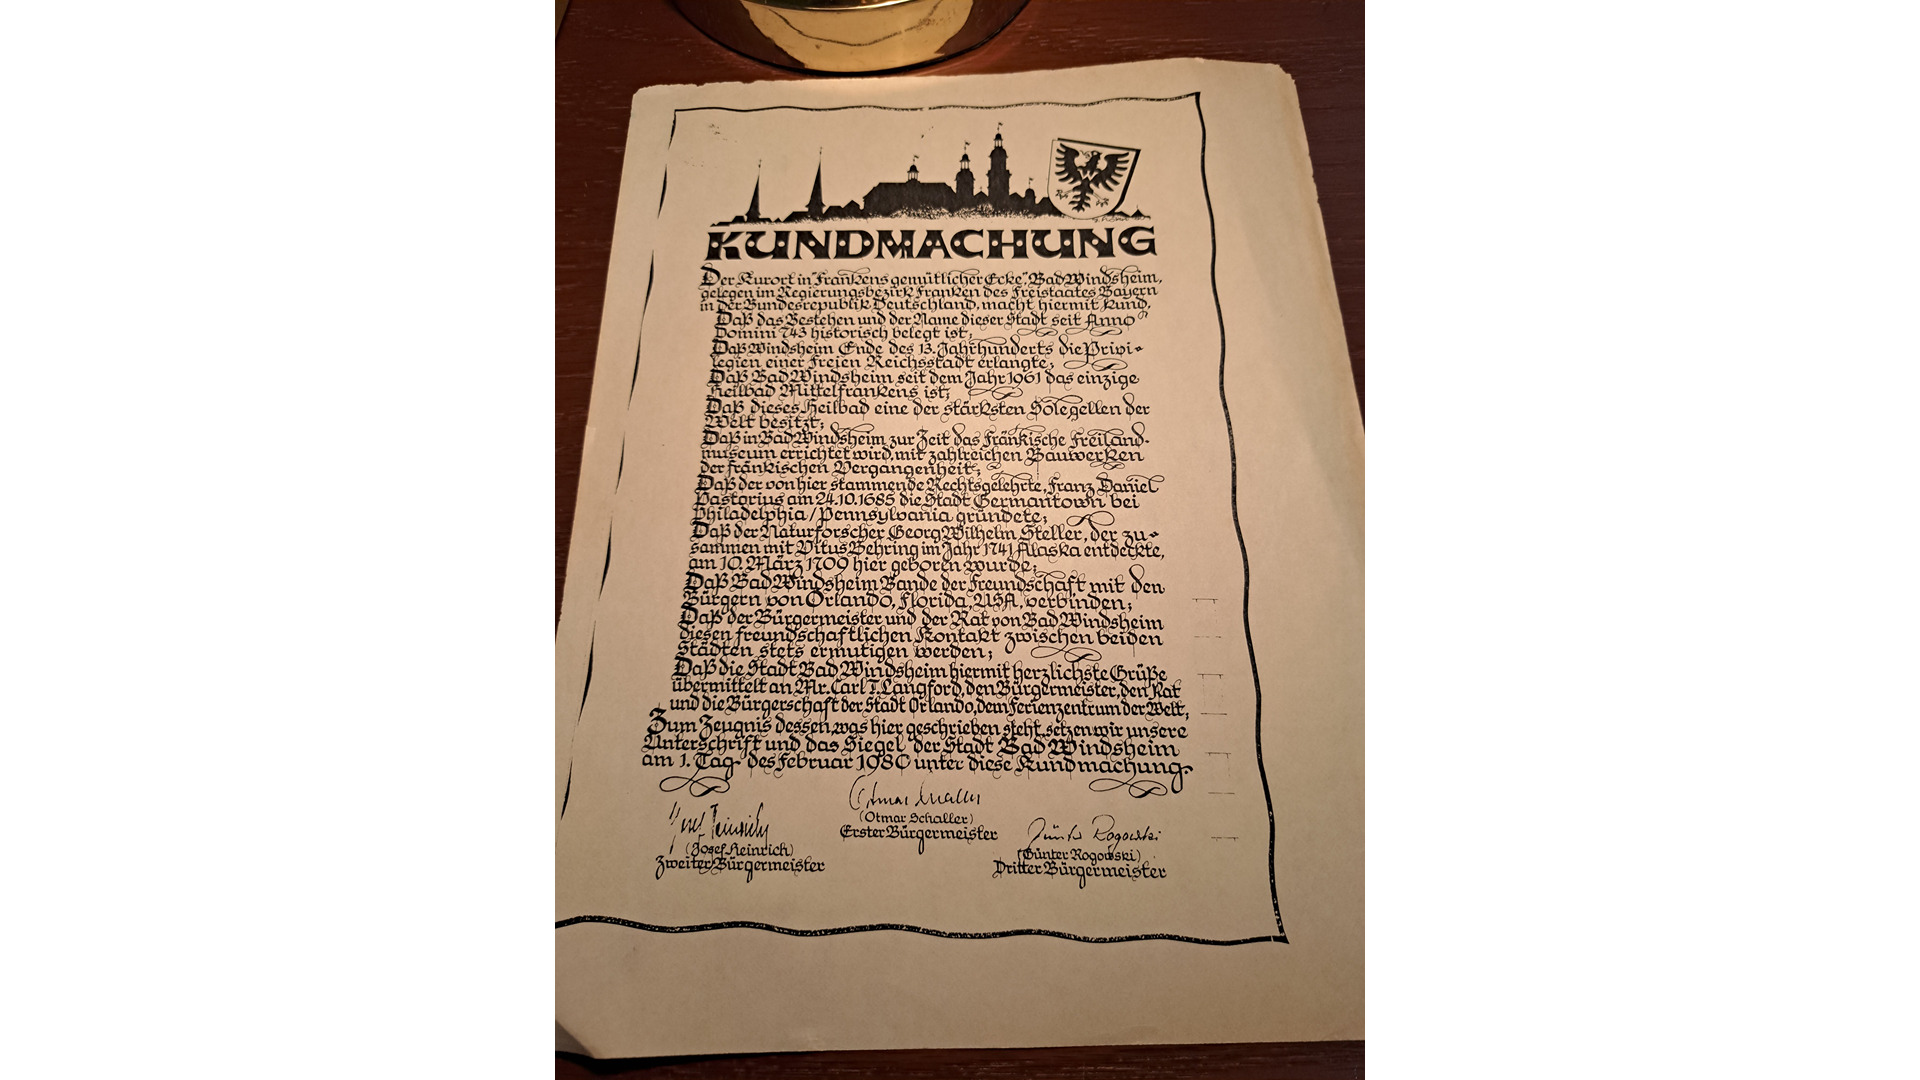 KUNDMACHUNG
Der Kurort in "Frankens gemütlicher Ecke", Bad Windsheim,
gelegen im Regierungsbezirk Franken des Freistaates Bayern
in der Bundesrepublik Deutschland, macht hiermit kund,
Daß das Bestehen und der Name dieser Stadt seit Anno
Domini 743 historisch belegt ist;
Daß Windsheim Ende des 13. Jahrhunderts die Privi-
legien einer Freien Reichsstadt erlangte;
Daß Bad Windsheim seit dem Jahr 1961 das einzige
Heilbad Mittelfrankens ist;
Daß dieses Heilbad eine der stärksten Solequellen der
Welt besitzt;
Daß in Bad Windsheim zur Zeit das Fränkische Freiland-
museum errichtet wird, mit zahlreichen Bauwerken
der fränkischen Vergangenheit;
Daß der von hier stammende Rechtsgelehrte, Franz Daniel
Pastorius am 24.10.1685 die Stadt Germantown bei
Philadelphia/Pennsylvania gründete;
Daß der Naturforscher Georg Wilhelm Steller, der zu-
sammen mit Vitus Behring im Jahr 1741 Alaska entdeckte,
am 10. März 1709 hier geboren wurde;
Daß Bad Windsheim Bande der Freundschaft mit den
Bürgern von Orlando, Florida, USA, verbinden;
Daß der Bürgermeister und der Rat von Bad Windsheim
diesen freundschaftlichen Kontakt zwischen beiden
Städten stets ermutigen werden;
Daß die Stadt Bad Windsheim hiermit herzlichste Grüße
übermittelt an Mr. Carl T. Langford, den Bürgermeister, den Rat
und die Bürgerschaft der Stadt Orlando, dem Ferienzentrum der Welt;
Zum Zeugnis dessen, was hier geschrieben steht, setzen wir unsere
Unterschrift und das Siegel der Stadt Bad Windsheim
am 1. Tag des Februar 1980 unter diese Kundmachung.
Otmar Schaller
(Otmar Schaller)
Erster Bürgermeister
Josef Heinrich
(Josef Heinrich)
Zweiter Bürgermeister
Günter Rogowski
(Günter Rogowski)
Dritter Bürgermeister